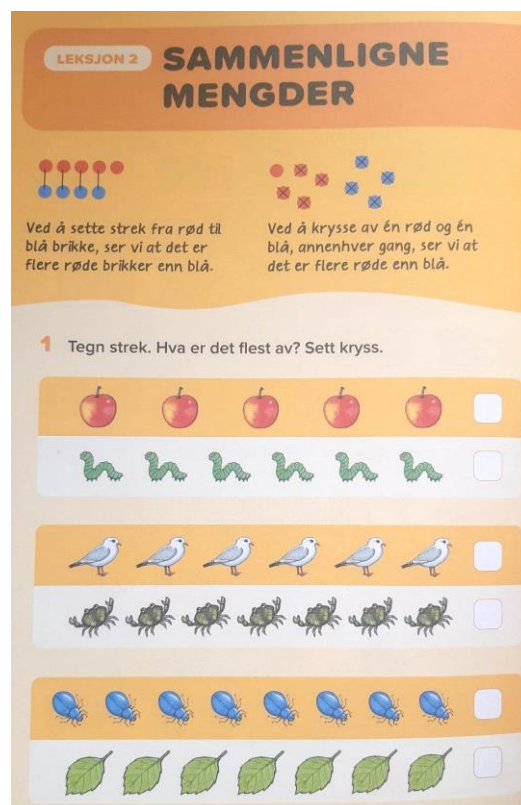 LEKSJON 2
SAMMENLIGNE
MENGDER
Ved å sette strek fra rød til
blå brikke, ser vi at det er
flere røde brikker enn blå.
Ved å krysse av én rød og én
blå, annenhver gang, ser vi at
det er flere røde enn blå.
1 Tegn strek. Hva er det flest av? Sett kryss.